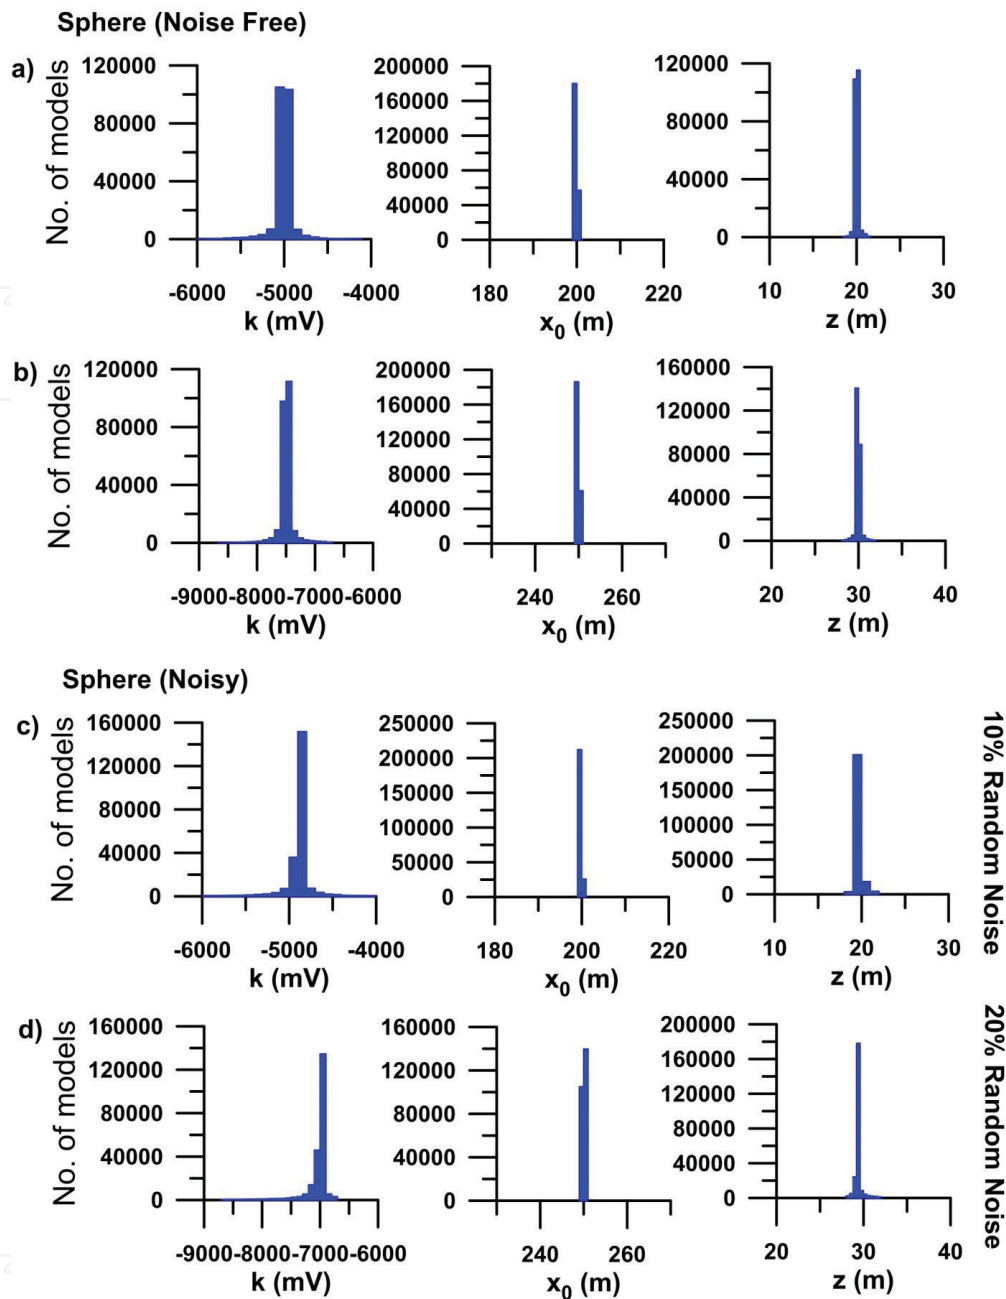 Sphere (Noise Free)
a)
No. of models
120000
80000
40000
0
-6000 -5000 -4000
k (mV)
200000
160000
120000
80000
40000
0
180 200 220
x0 (m)
120000
80000
40000
0
10 20 30
z (m)
b)
No. of models
120000
80000
40000
0
-9000 -8000 -7000 -6000
k (mV)
200000
160000
120000
80000
40000
0
240 260
x0 (m)
160000
120000
80000
40000
0
20 30 40
z (m)
Sphere (Noisy)
c)
No. of models
160000
120000
80000
40000
0
-6000 -5000 -4000
k (mV)
250000
200000
150000
100000
50000
0
180 200 220
x0 (m)
250000
200000
150000
100000
50000
0
10 20 30
z (m)
10% Random Noise
d)
No. of models
160000
120000
80000
40000
0
-9000 -8000 -7000 -6000
k (mV)
160000
120000
80000
40000
0
240 260
x0 (m)
200000
160000
120000
80000
40000
0
20 30 40
z (m)
20% Random Noise